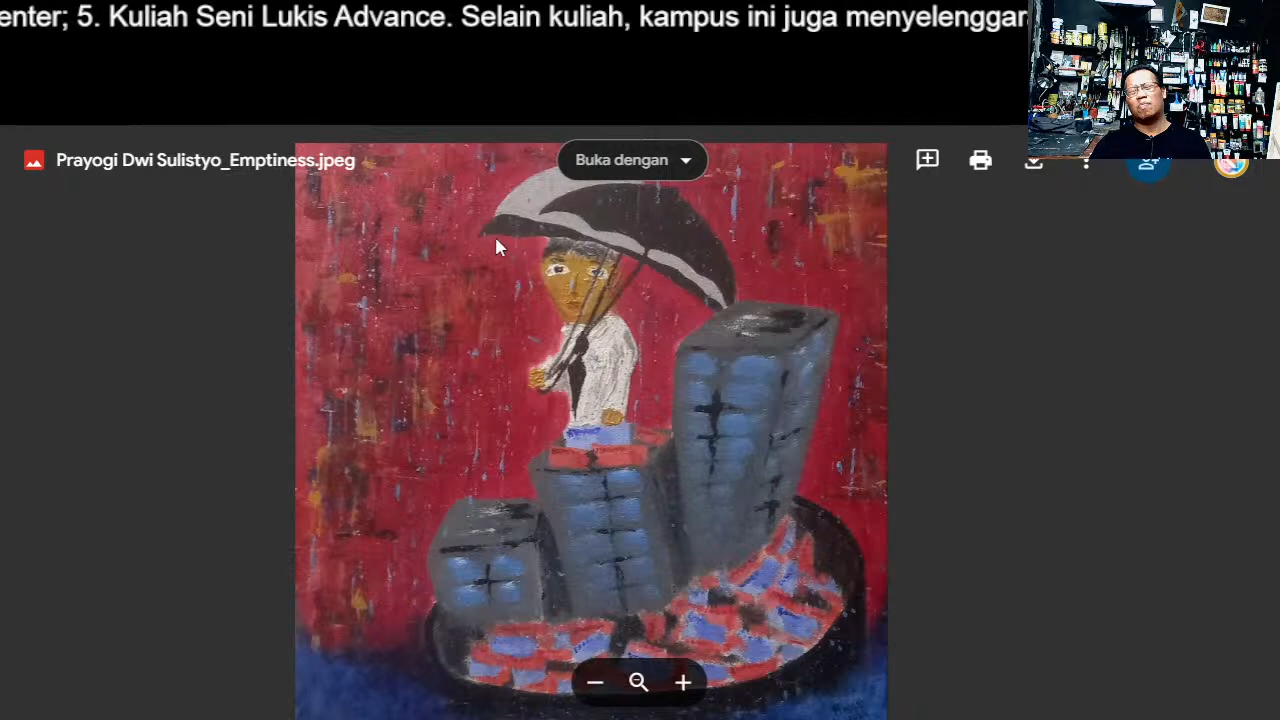 enter; 5. Kuliah Seni Lukis Advance. Selain kuliah, kampus ini juga menyelenggar
Prayogi Dwi Sulistyo_Emptiness.jpeg
Buka dengan